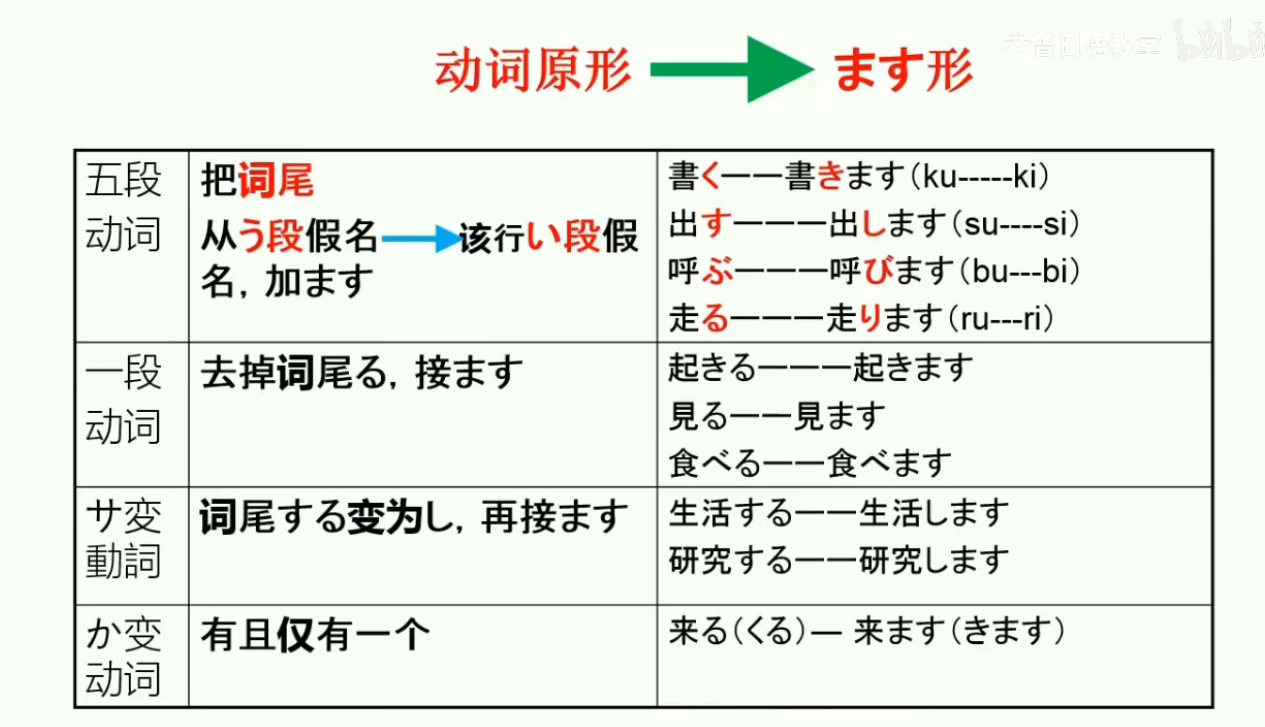 老曾日语教室 bilibili
动词原形 ます形
五段
动词
把词尾
从う段假名 该行い段假
名，加ます
書く一一書きます（ku-----ki）
出す一一一出します（su----si）
呼ぶ一一一呼びます（bu---bi）
走る一一一走ります（ru---ri）
一段
动词
去掉词尾る，接ます
起きる一一一起きます
見る一一見ます
食べる一一食べます
サ变
動詞
词尾する变为し，再接ます
生活する一一生活します
研究する一一研究します
か变
动词
有且仅有一个
来る（くる）— 来ます（きます）